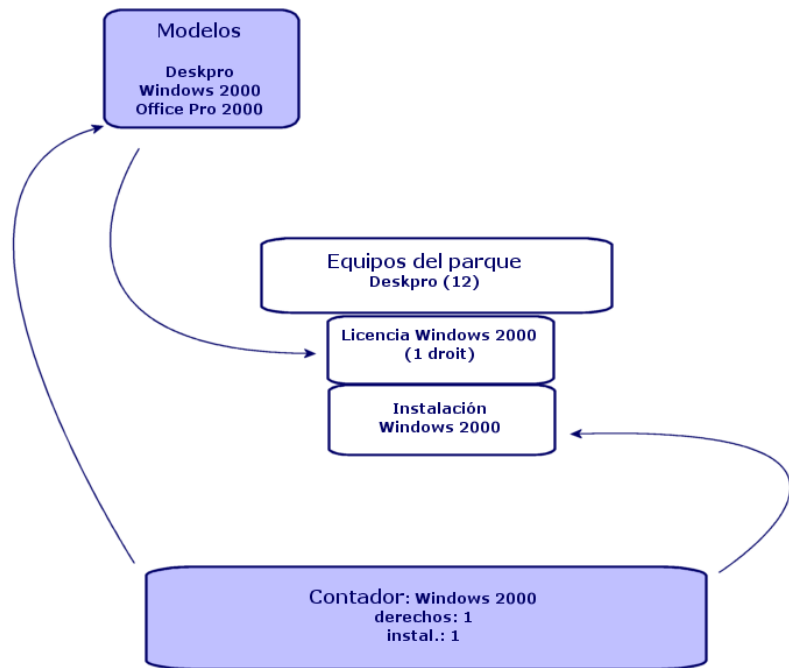 Modelos
Deskpro
Windows 2000
Office Pro 2000
Equipos del parque
Deskpro (12)
Licencia Windows 2000
(1 droit)
Instalación
Windows 2000
Contador: Windows 2000
derechos: 1
instal.: 1